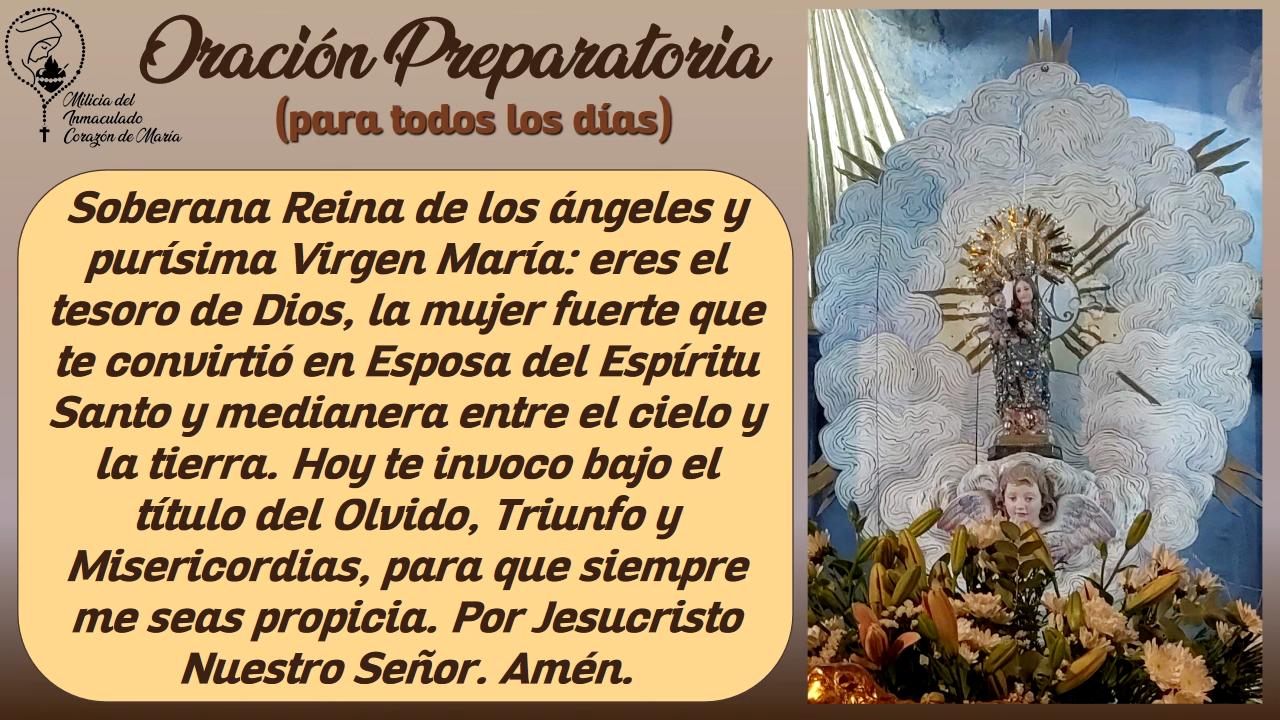 Milicia del
Inmaculado
Corazón de María
Oración Preparatoria
(para todos los días)
Soberana Reina de los ángeles y
purísima Virgen María: eres el
tesoro de Dios, la mujer fuerte que
te convirtió en Esposa del Espíritu
Santo y medianera entre el cielo y
la tierra. Hoy te invoco bajo el
título del Olvido, Triunfo y
Misericordias, para que siempre
me seas propicia. Por Jesucristo
Nuestro Señor. Amén.